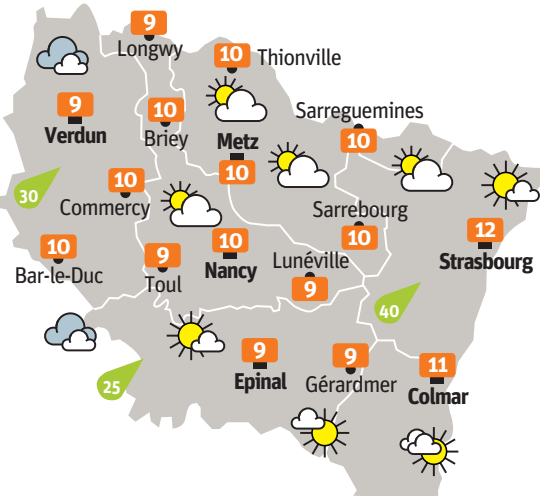 9
Longwy
10
Thionville
9
Verdun
10
Briey
Metz
10
Sarreguemines
10
30
10
Commercy
Sarrebourg
10
12
Strasbourg
10
Bar-le-Duc
9
Toul
10
Nancy
Lunéville
9
40
25
9
Epinal
9
Gérardmer
11
Colmar